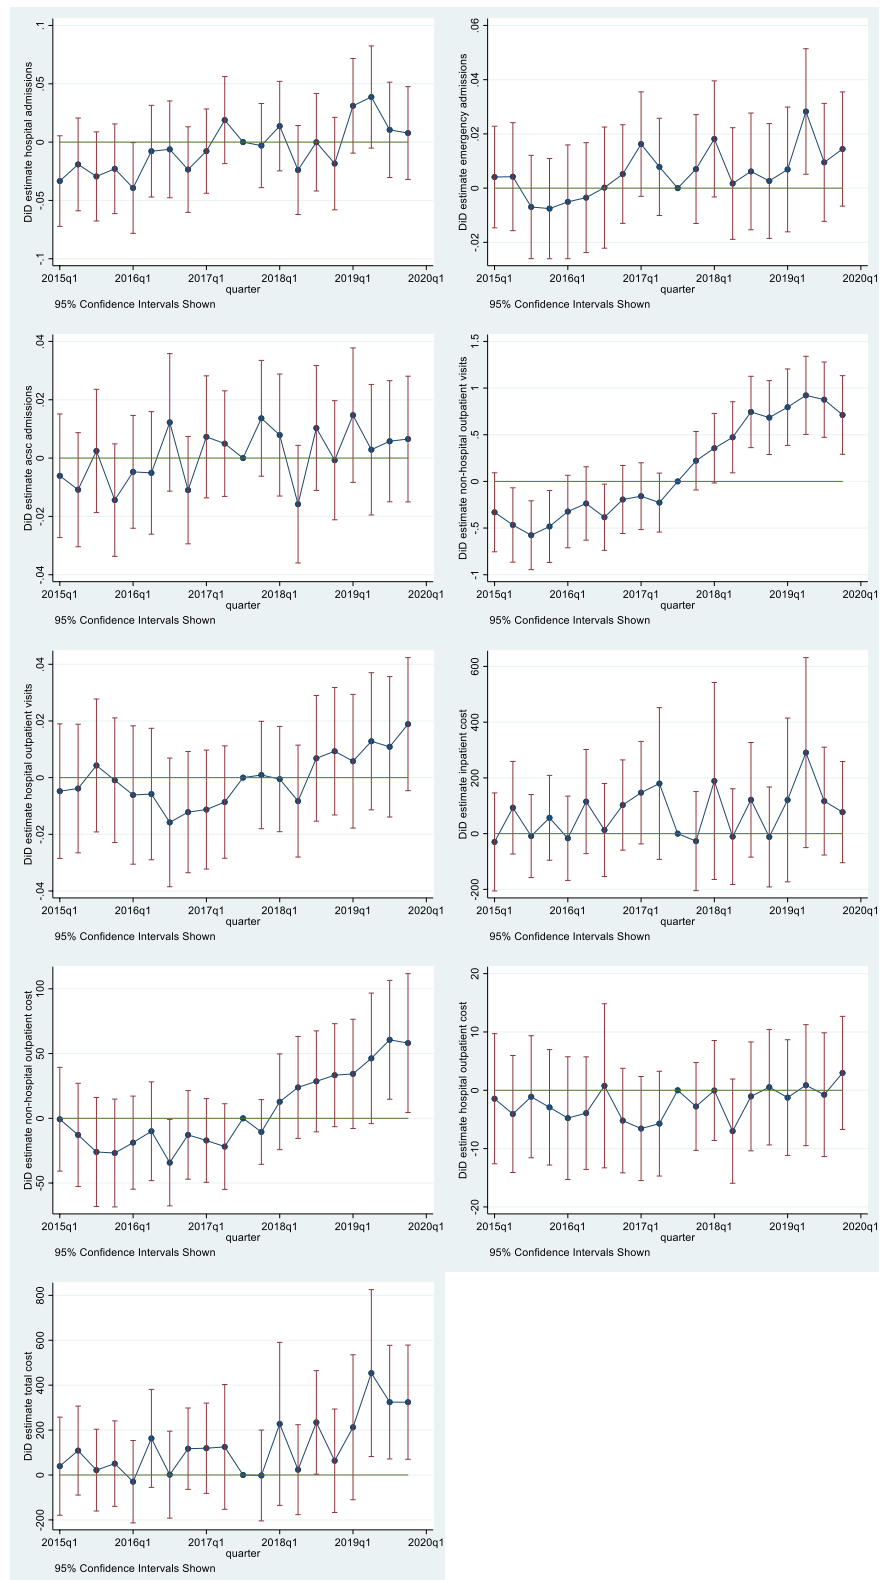 DiD estimate hospital admissions
.1
.05
0
-.05
-.1
2015q1 2016q1 2017q1 2018q1 2019q1 2020q1
quarter
95% Confidence Intervals Shown
DiD estimate emergency admissions
.06
.04
.02
0
-.02
2015q1 2016q1 2017q1 2018q1 2019q1 2020q1
quarter
95% Confidence Intervals Shown
DiD estimate acsc admissions
.04
.02
0
-.02
-.04
2015q1 2016q1 2017q1 2018q1 2019q1 2020q1
quarter
95% Confidence Intervals Shown
DiD estimate non-hospital outpatient visits
1.5
1
.5
0
-.5
-1
2015q1 2016q1 2017q1 2018q1 2019q1 2020q1
quarter
95% Confidence Intervals Shown
DiD estimate hospital outpatient visits
.04
.02
0
-.02
-.04
2015q1 2016q1 2017q1 2018q1 2019q1 2020q1
quarter
95% Confidence Intervals Shown
DiD estimate inpatient cost
600
400
200
0
-200
2015q1 2016q1 2017q1 2018q1 2019q1 2020q1
quarter
95% Confidence Intervals Shown
DiD estimate non-hospital outpatient cost
100
50
0
-50
2015q1 2016q1 2017q1 2018q1 2019q1 2020q1
quarter
95% Confidence Intervals Shown
DiD estimate hospital outpatient cost
20
10
0
-10
-20
2015q1 2016q1 2017q1 2018q1 2019q1 2020q1
quarter
95% Confidence Intervals Shown
DiD estimate total cost
800
600
400
200
0
-200
2015q1 2016q1 2017q1 2018q1 2019q1 2020q1
quarter
95% Confidence Intervals Shown